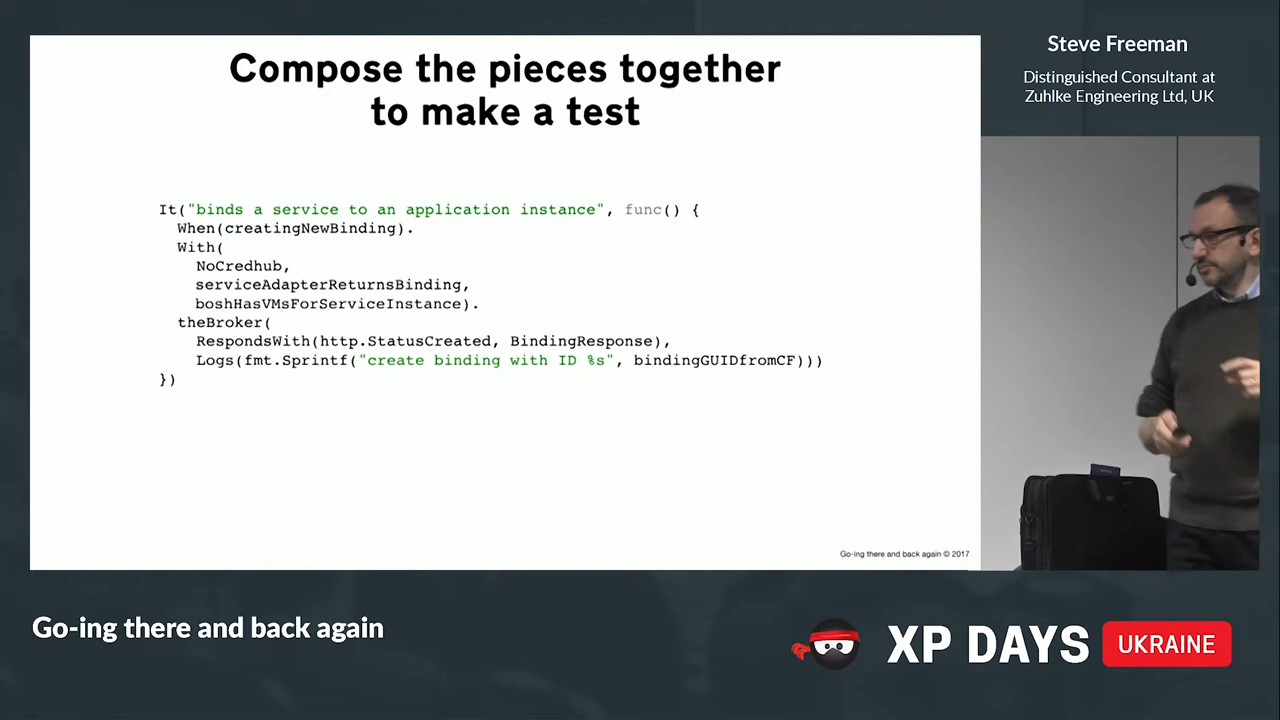 Compose the pieces together
to make a test
It("binds a service to an application instance", func() {
When(creatingNewBinding).
With(
NoCredhub,
serviceAdapterReturnsBinding,
boshHasVMsForServiceInstance).
theBroker(
RespondsWith(http.StatusCreated, BindingResponse),
Logs(fmt.Sprintf("create binding with ID %s", bindingGUIDfromCF)))
})
Go-ing there and back again © 2017
Steve Freeman
Distinguished Consultant at
Zuhlke Engineering Ltd, UK
Go-ing there and back again
XP DAYS UKRAINE